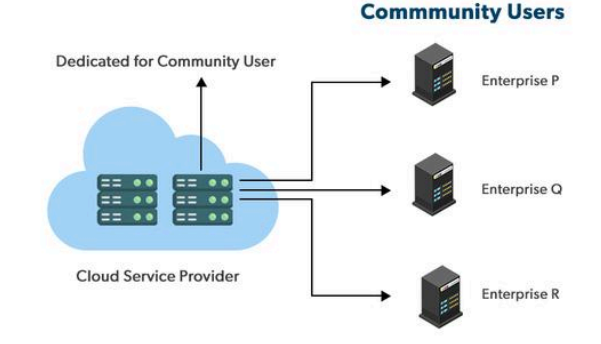 Commmunity Users
Dedicated for Community User
Enterprise P
Enterprise Q
Cloud Service Provider
Enterprise R